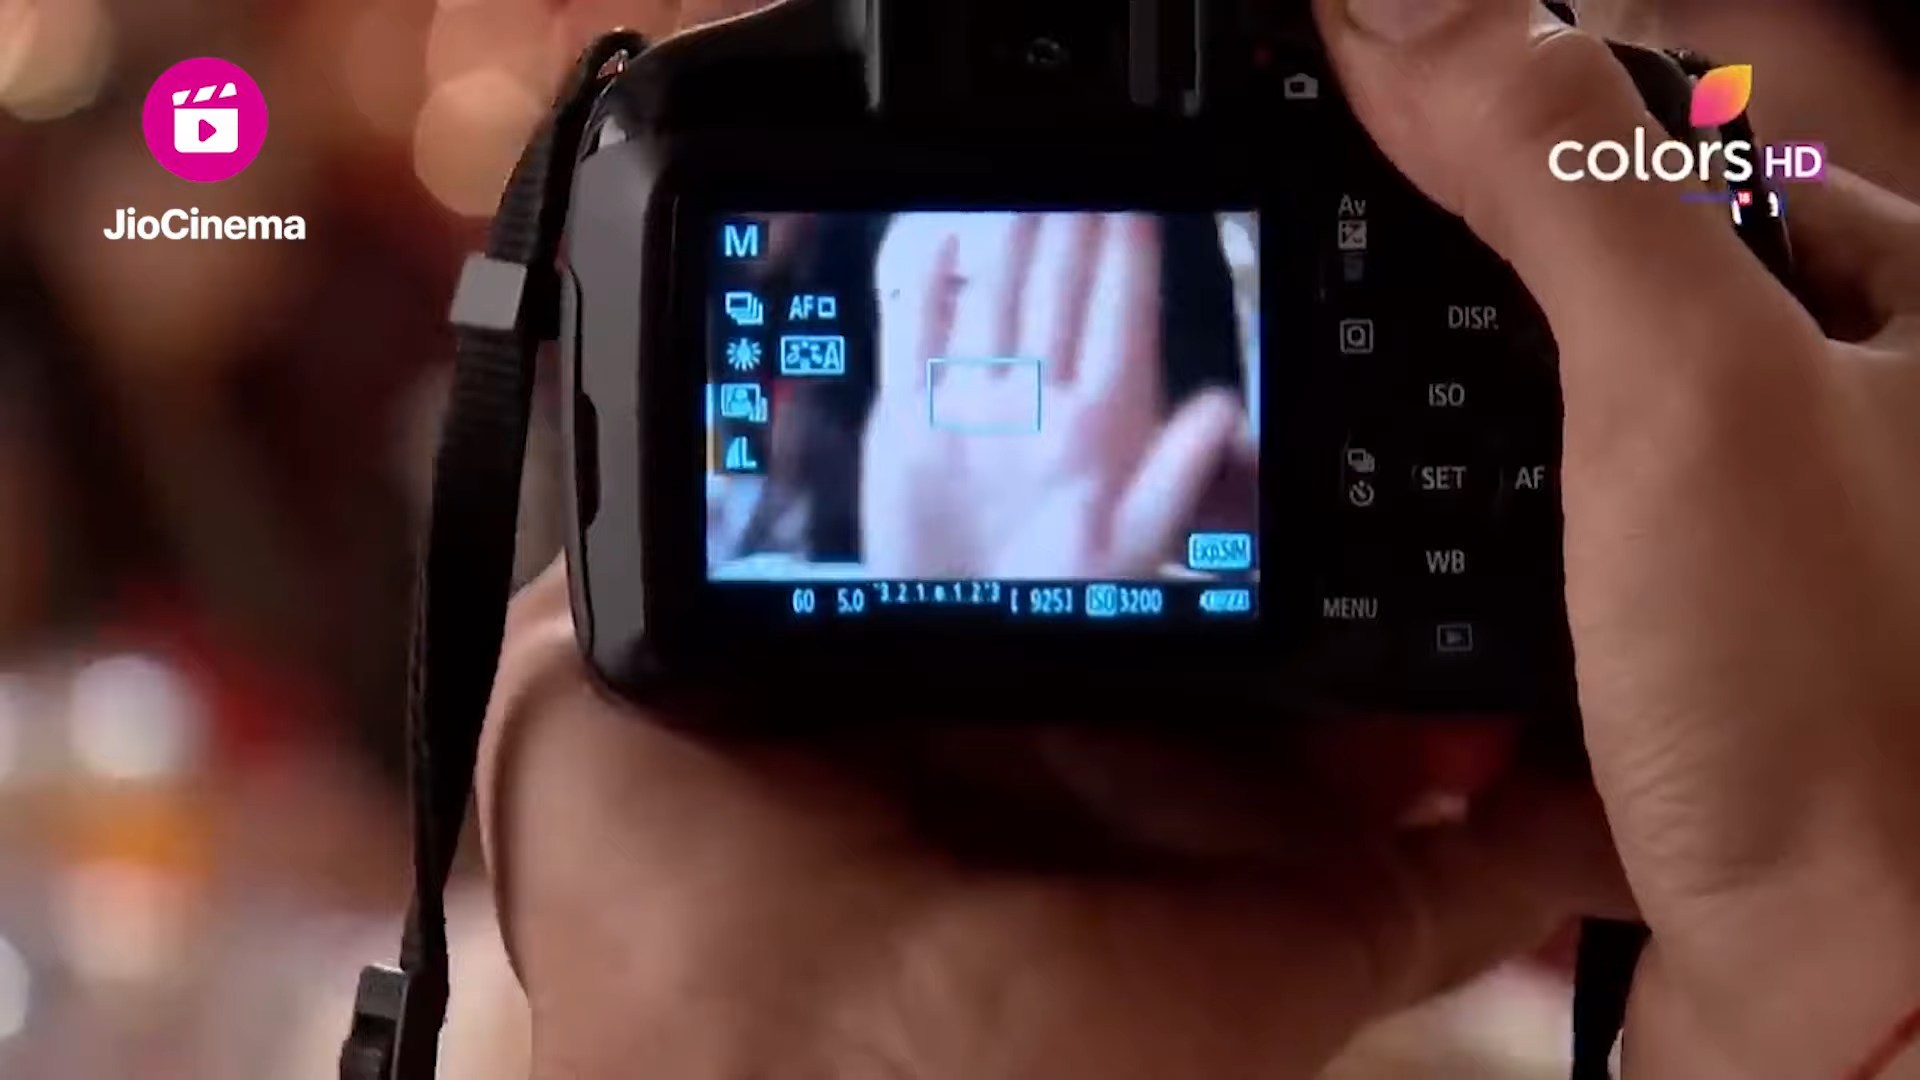 JioCinema
colors HD
18
M
AF
A
L
ExpSIM
60 5.0 3.2.1.0.1.2.3 [ 925] ISO 3200
Av
Q
DISP.
ISO
SET AF
WB
MENU